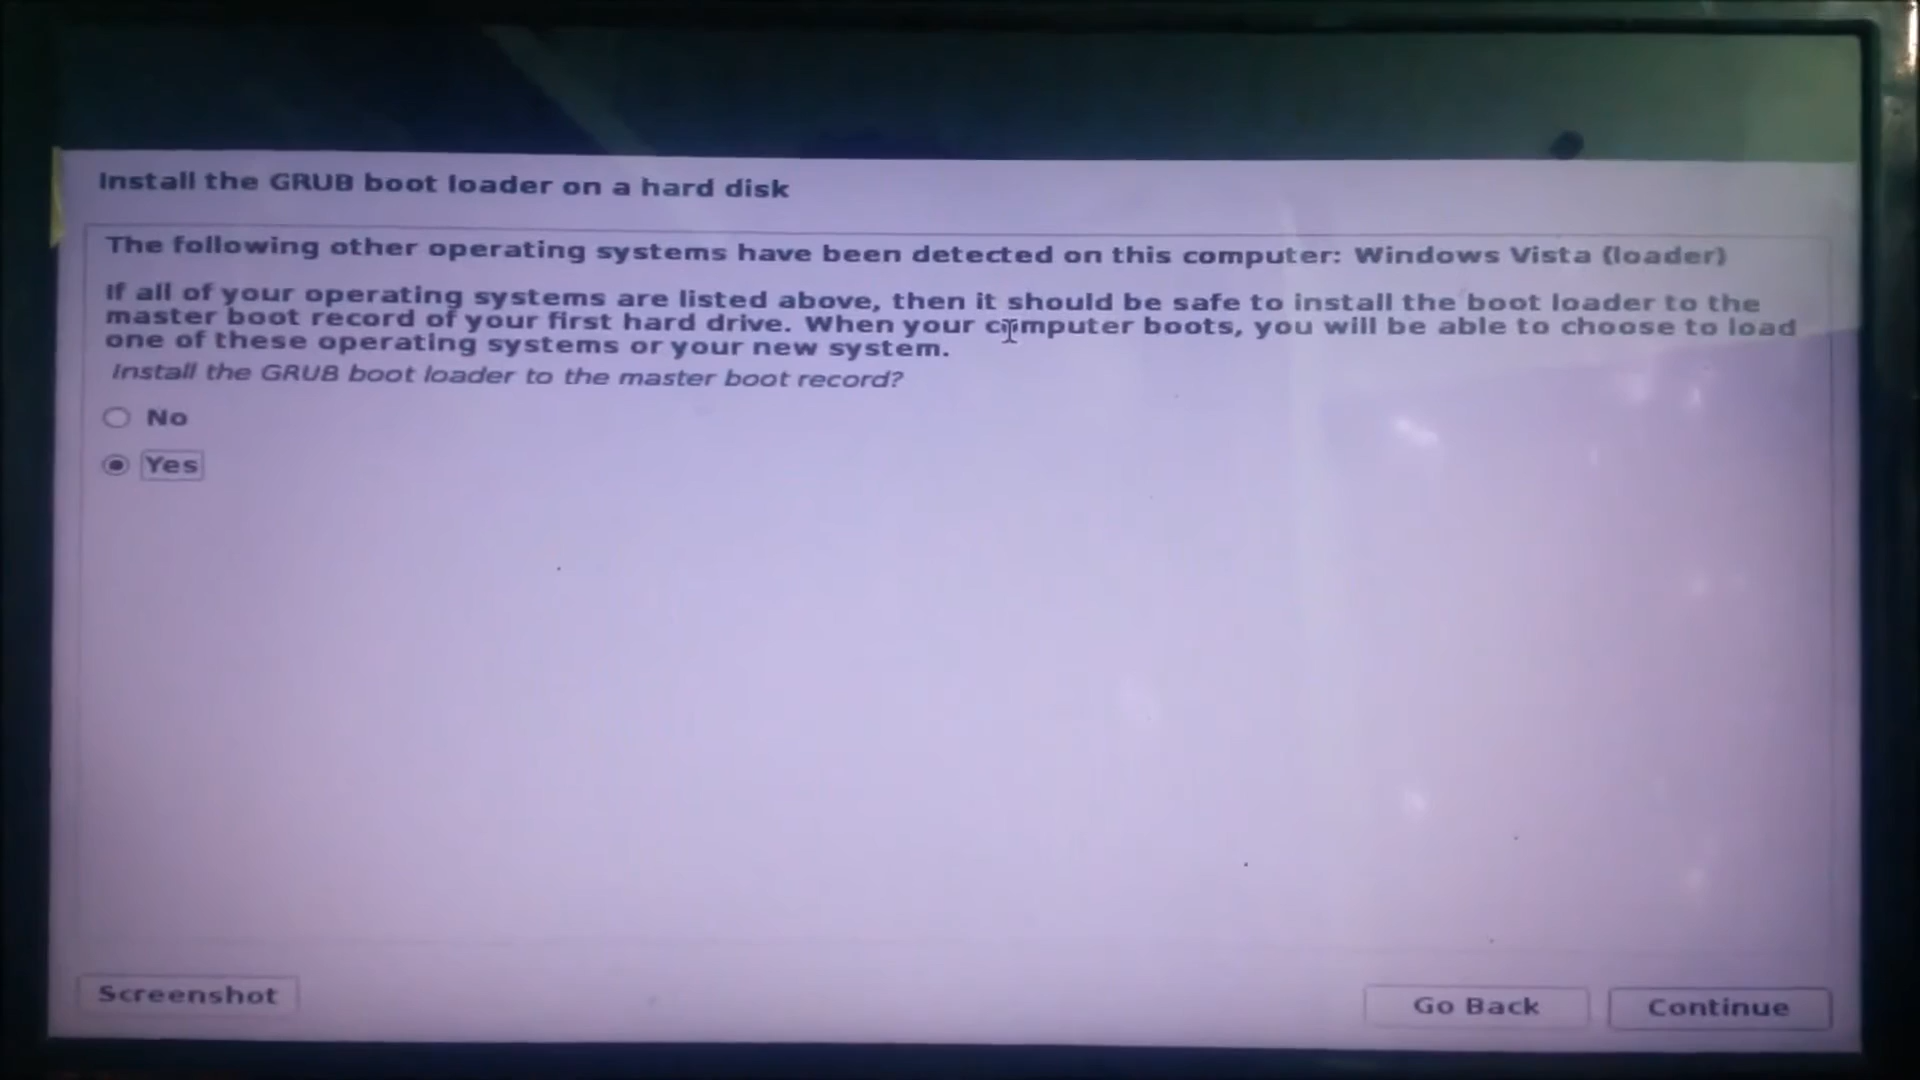 Install the GRUB boot loader on a hard disk
The following other operating systems have been detected on this computer: Windows Vista (loader)
If all of your operating systems are listed above, then it should be safe to install the boot loader to the
master boot record of your first hard drive. When your computer boots, you will be able to choose to load
one of these operating systems or your new system.
Install the GRUB boot loader to the master boot record?
No
Yes
Screenshot
Go Back
Continue